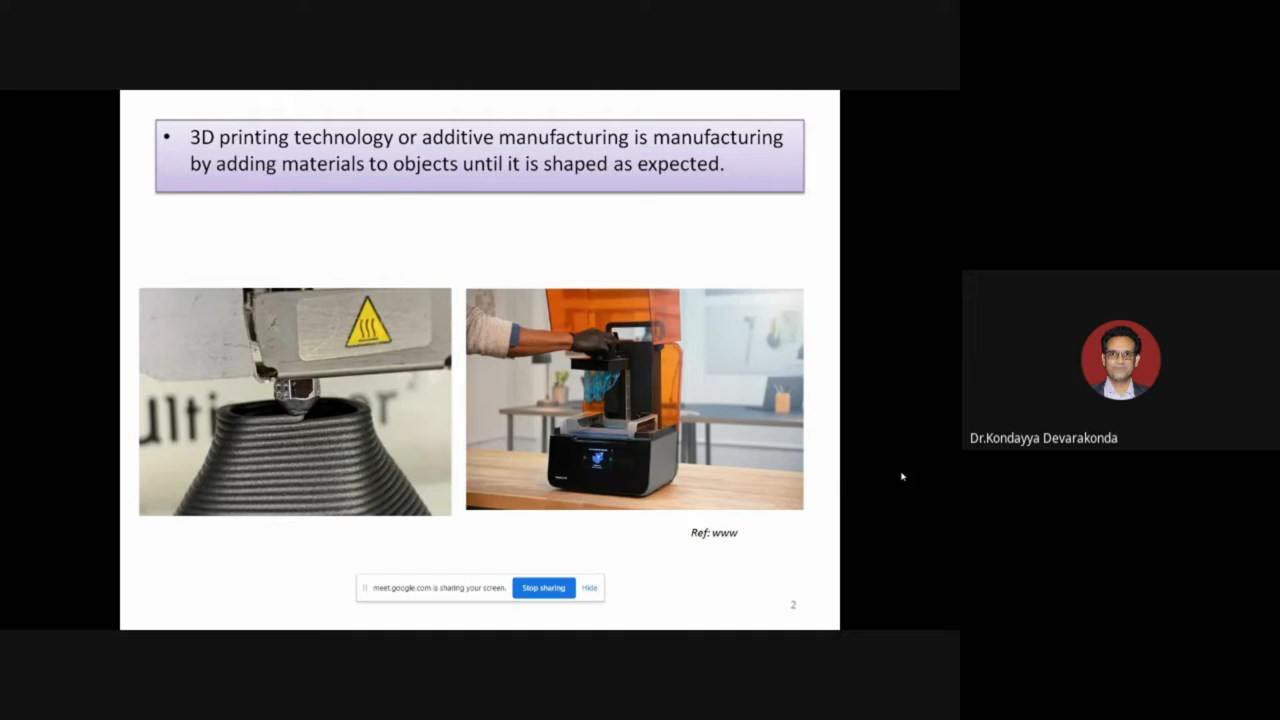 • 3D printing technology or additive manufacturing is manufacturing
by adding materials to objects until it is shaped as expected.
Ref: www
meet.google.com is sharing your screen. Stop sharing Hide
2
Dr.Kondayya Devarakonda